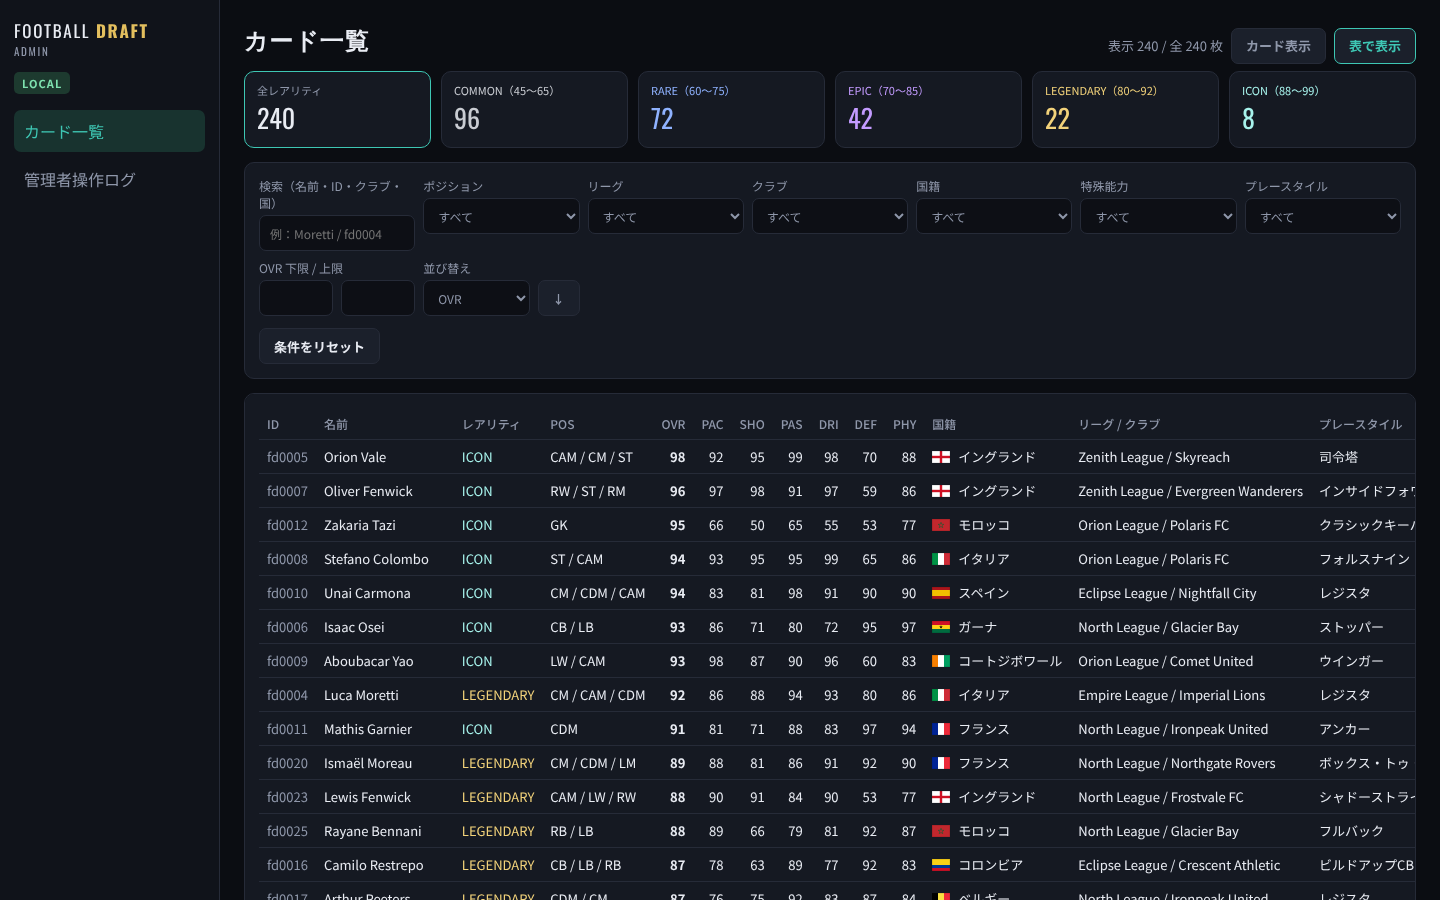 FOOTBALL DRAFT
ADMIN
LOCAL
カード一覧
管理者操作ログ
カード一覧
表示 240 / 全 240 枚
カード表示
表で表示
全レアリティ
240
COMMON（45〜65）
96
RARE（60〜75）
72
EPIC（70〜85）
42
LEGENDARY（80〜92）
22
ICON（88〜99）
8
検索（名前・ID・クラブ・
国）
例：Moretti / fd0004
ポジション
すべて
リーグ
すべて
クラブ
すべて
国籍
すべて
特殊能力
すべて
プレースタイル
すべて
OVR 下限 / 上限
並び替え
OVR
↓
条件をリセット
ID 名前 レアリティ POS OVR PAC SHO PAS DRI DEF PHY 国籍 リーグ / クラブ プレースタイル
fd0005 Orion Vale ICON CAM / CM / ST 98 92 95 99 98 70 88 イングランド Zenith League / Skyreach 司令塔
fd0007 Oliver Fenwick ICON RW / ST / RM 96 97 98 91 97 59 86 イングランド Zenith League / Evergreen Wanderers インサイドフォ
fd0012 Zakaria Tazi ICON GK 95 66 50 65 55 53 77 モロッコ Orion League / Polaris FC クラシックキー
fd0008 Stefano Colombo ICON ST / CAM 94 93 95 95 99 65 86 イタリア Orion League / Polaris FC フォルスナイン
fd0010 Unai Carmona ICON CM / CDM / CAM 94 83 81 98 91 90 90 スペイン Eclipse League / Nightfall City レジスタ
fd0006 Isaac Osei ICON CB / LB 93 86 71 80 72 95 97 ガーナ North League / Glacier Bay ストッパー
fd0009 Aboubacar Yao ICON LW / CAM 93 98 87 90 96 60 83 コートジボワール Orion League / Comet United ウインガー
fd0004 Luca Moretti LEGENDARY CM / CAM / CDM 92 86 88 94 93 80 86 イタリア Empire League / Imperial Lions レジスタ
fd0011 Mathis Garnier ICON CDM 91 81 71 88 83 97 94 フランス North League / Ironpeak United アンカー
fd0020 Ismaël Moreau LEGENDARY CM / CDM / LM 89 88 81 86 91 92 90 フランス North League / Northgate Rovers ボックス・トゥ
fd0023 Lewis Fenwick LEGENDARY CAM / LW / RW 88 90 91 84 90 53 77 イングランド North League / Frostvale FC シャドーストラ
fd0025 Rayane Bennani LEGENDARY RB / LB 88 89 66 79 81 92 87 モロッコ North League / Glacier Bay フルバック
fd0016 Camilo Restrepo LEGENDARY CB / LB / RB 87 78 63 89 77 92 83 コロンビア Eclipse League / Crescent Athletic ビルドアップCB
fd0017 Arthur Peeters LEGENDARY CDM / CM 87 76 75 92 83 87 84 ベルギー North League / Ironpeak United レジスタ